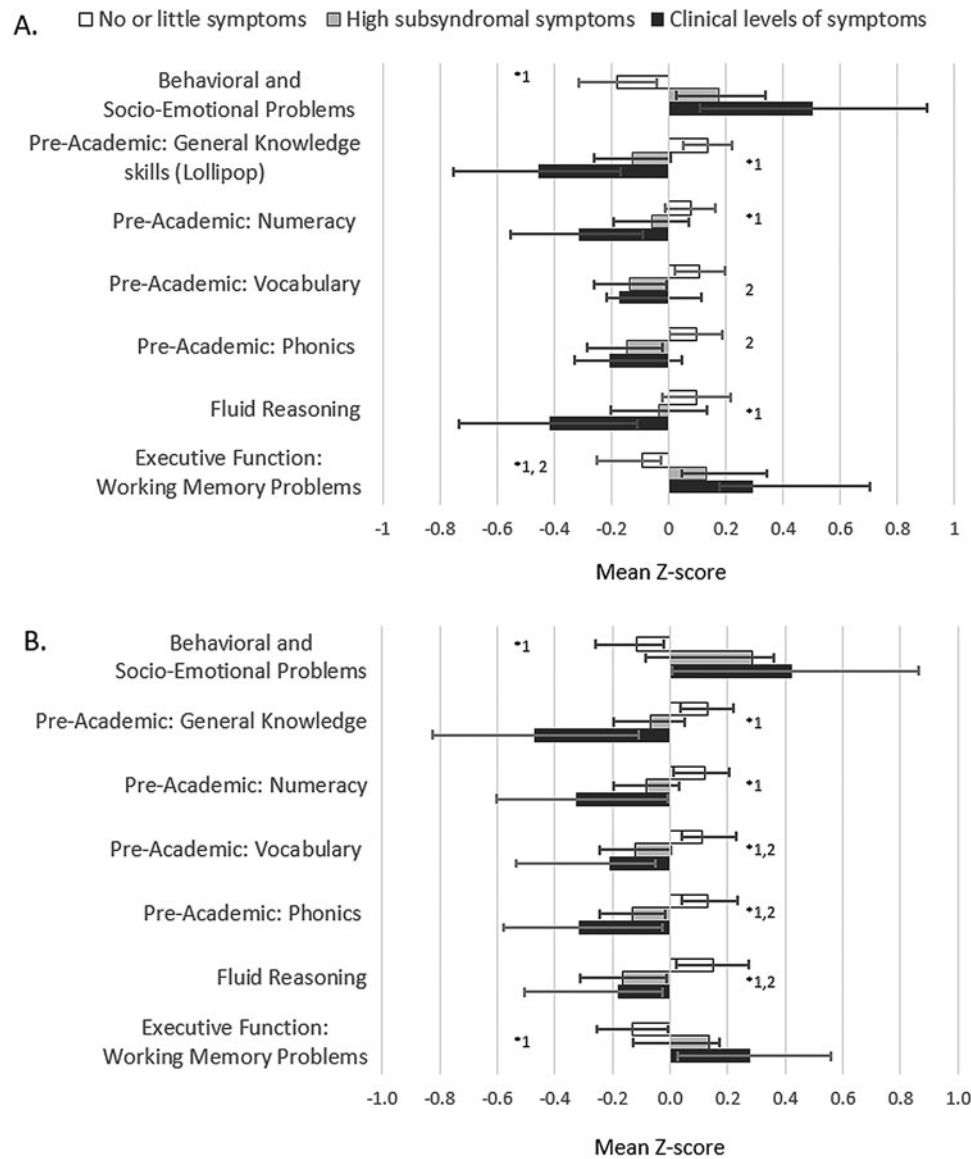 A. No or little symptoms High subsyndromal symptoms Clinical levels of symptoms
Behavioral and
Socio-Emotional Problems
*1
Pre-Academic: General Knowledge
skills (Lollipop)
*1
Pre-Academic: Numeracy
*1
Pre-Academic: Vocabulary
2
Pre-Academic: Phonics
2
Fluid Reasoning
*1
Executive Function:
Working Memory Problems
*1, 2
-1 -0.8 -0.6 -0.4 -0.2 0 0.2 0.4 0.6 0.8 1
Mean Z-score
B.
Behavioral and
Socio-Emotional Problems
*1
Pre-Academic: General Knowledge
*1
Pre-Academic: Numeracy
*1
Pre-Academic: Vocabulary
*1,2
Pre-Academic: Phonics
*1,2
Fluid Reasoning
*1,2
Executive Function:
Working Memory Problems
*1
-1.0 -0.8 -0.6 -0.4 -0.2 0.0 0.2 0.4 0.6 0.8 1.0
Mean Z-score